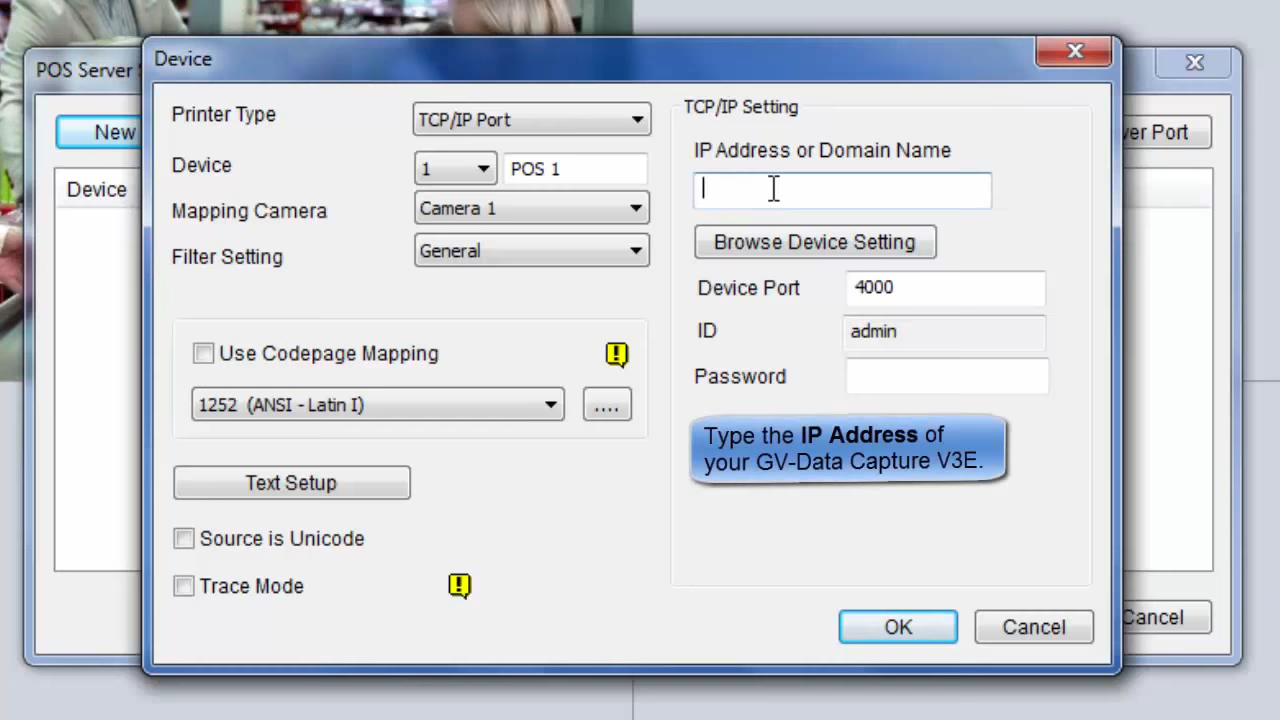 POS Server
Device
New
ver Port
Device
Cancel
Printer Type
TCP/IP Port
Device
1
POS 1
Mapping Camera
Camera 1
Filter Setting
General
Use Codepage Mapping
!
1252 (ANSI - Latin I)
....
Text Setup
Source is Unicode
Trace Mode
!
TCP/IP Setting
IP Address or Domain Name
Browse Device Setting
Device Port
4000
ID
admin
Password
Type the IP Address of
your GV-Data Capture V3E.
OK
Cancel